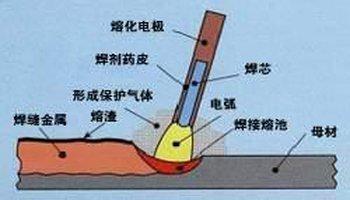 熔化电极
焊剂药皮
焊芯
形成保护气体
电弧
焊缝金属
熔渣
焊接熔池
母材